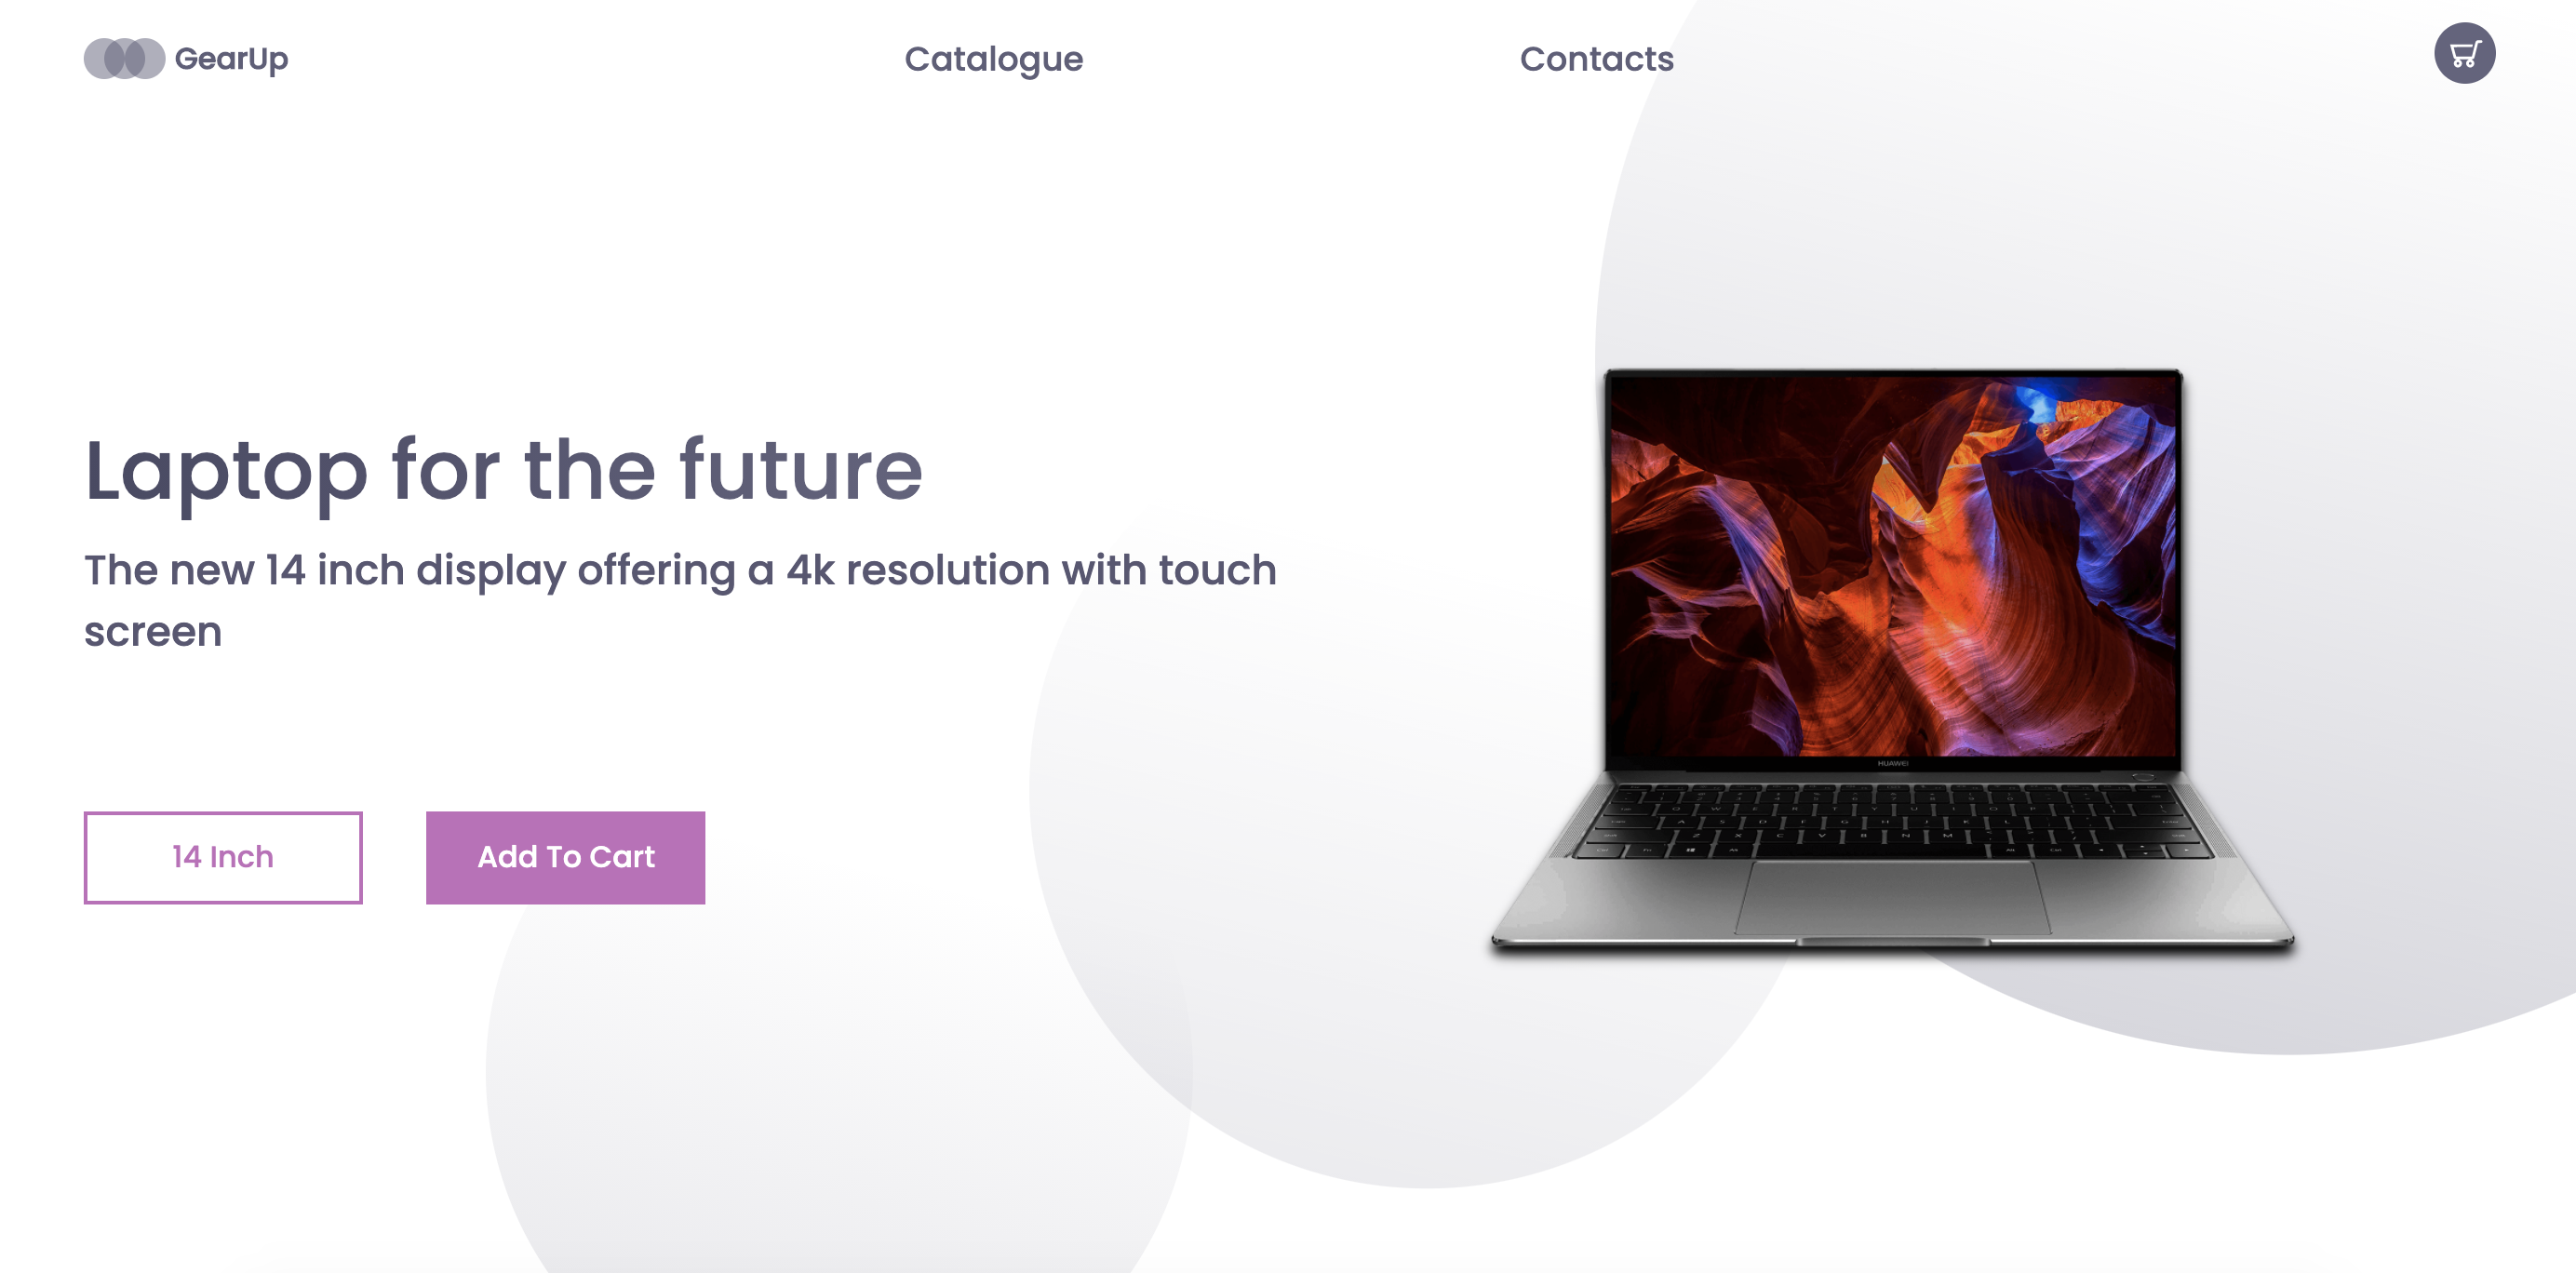 GearUp
Catalogue
Contacts
Laptop for the future
The new 14 inch display offering a 4k resolution with touch
screen
14 Inch
Add To Cart
HUAWEI